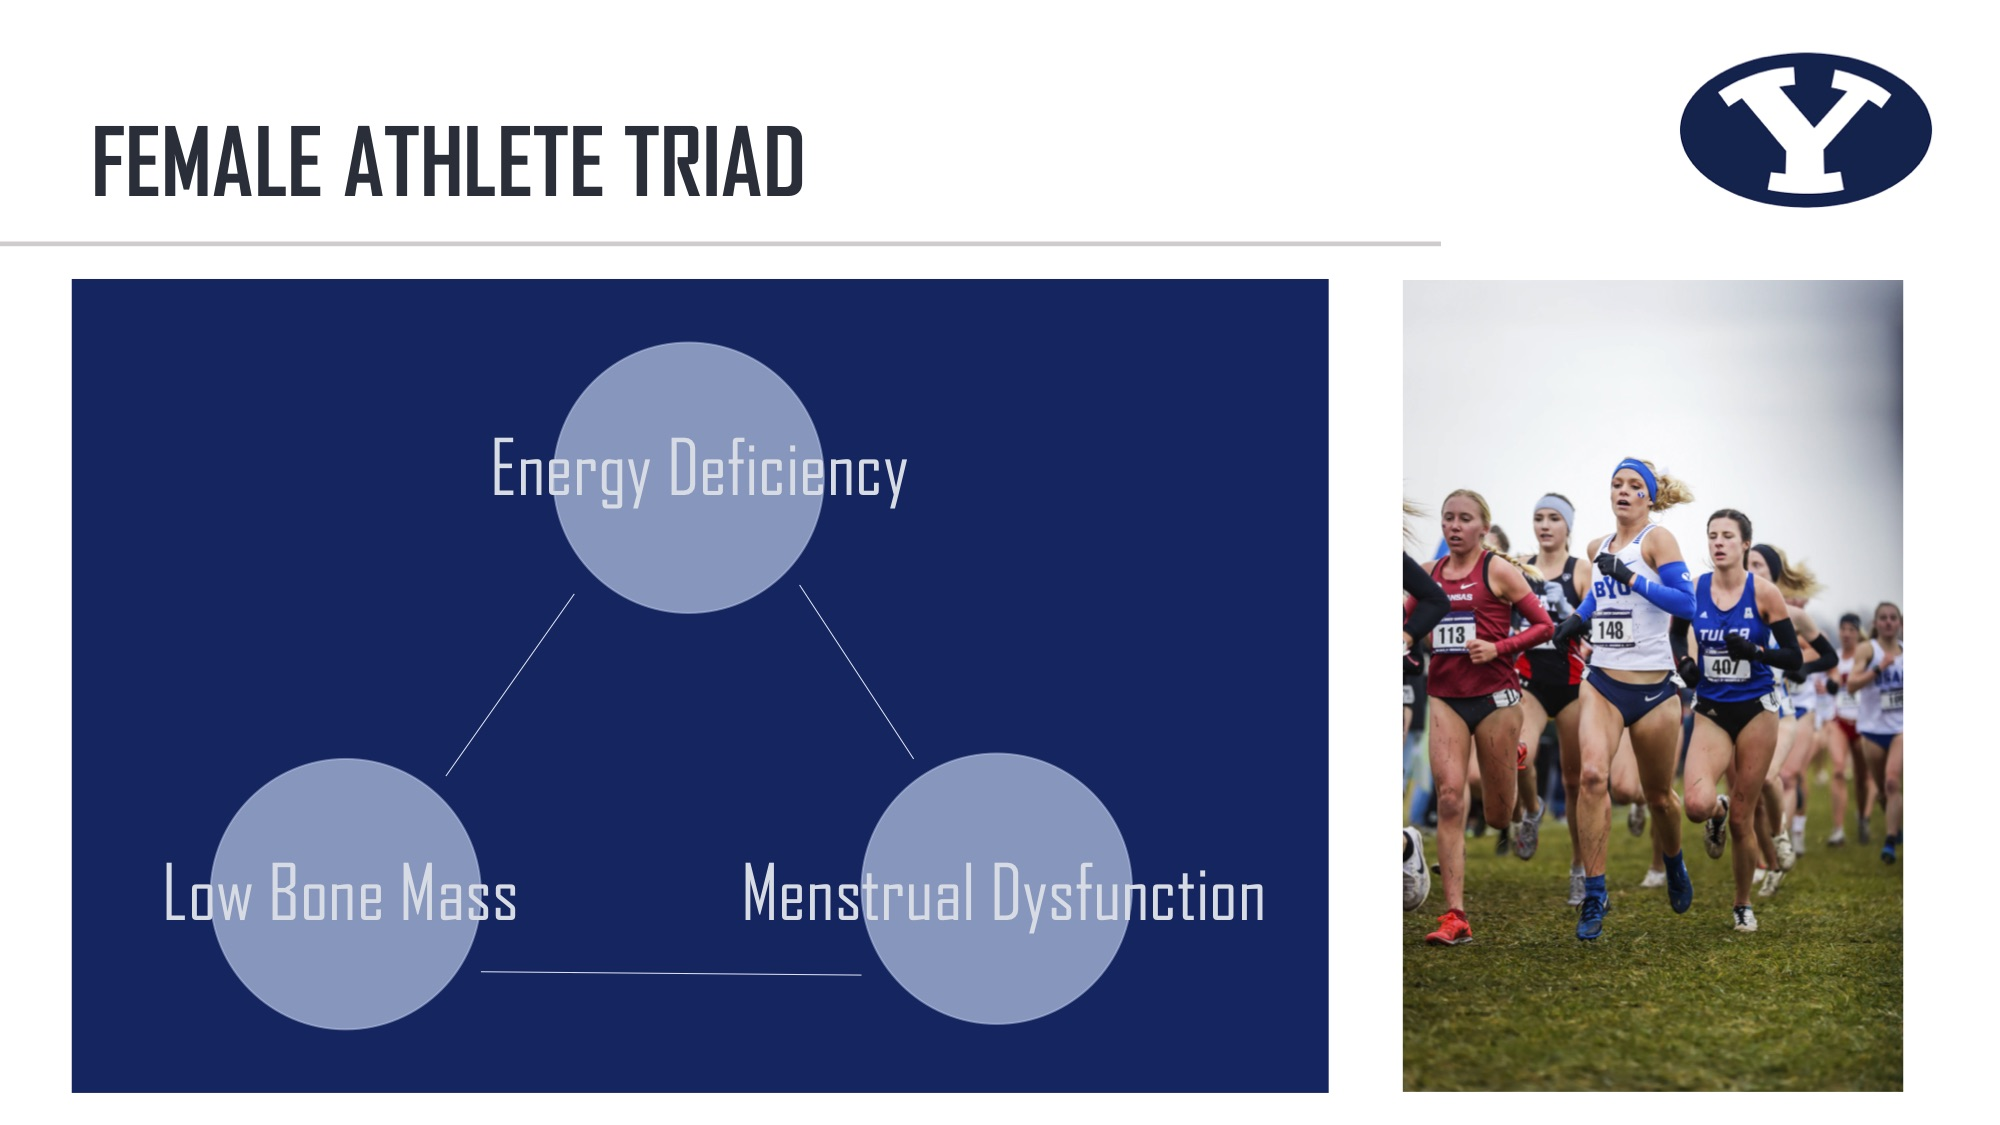 FEMALE ATHLETE TRIAD
Y
Energy Deficiency
Low Bone Mass
Menstrual Dysfunction
113
BYU
148
TULSA
407